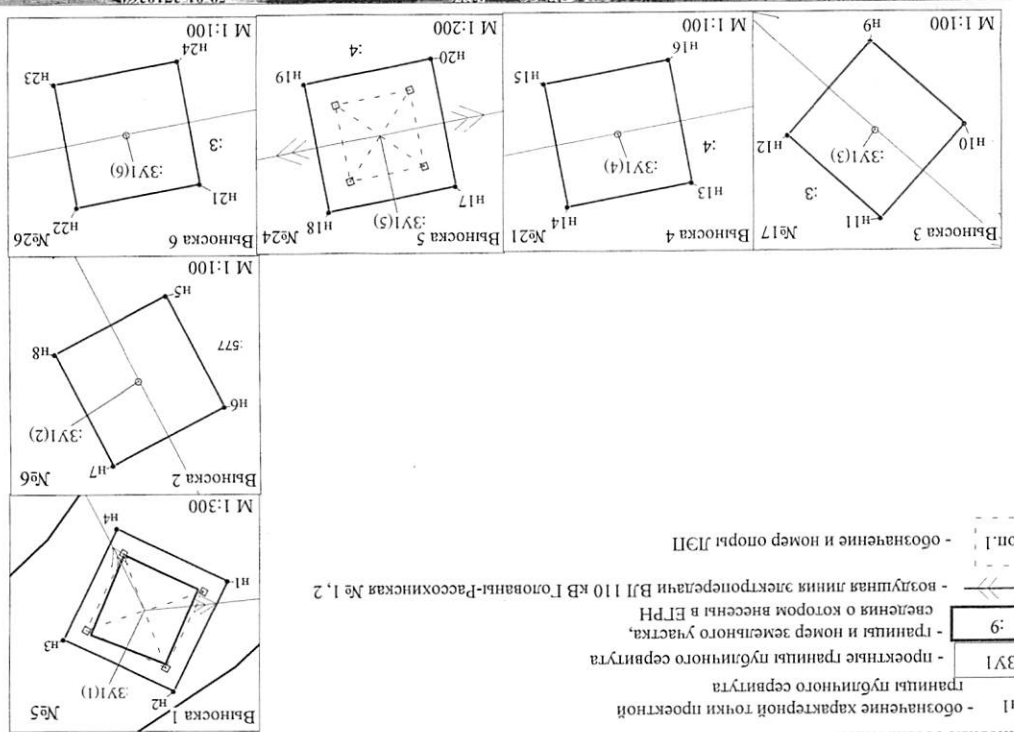 н1 - обозначение характерной точки проектной
границы публичного сервитута
ЗУ1 - проектные границы публичного сервитута
:9 - границы и номер земельного участка,
сведения о котором внесены в ЕГРН
- воздушная линия электропередачи ВЛ 110 кВ Голованы-Рассохинская № 1, 2
оп.1 - обозначение и номер опоры ЛЭП
Выноска 1 №5
н2
:ЗУ1(1)
н3
н1
н4
М 1:300
Выноска 2 №6
н7
:ЗУ1(2)
н6
н8
:577
н5
М 1:100
Выноска 3 №17
н11
:3
н10
:ЗУ1(3)
н12
н9
М 1:100
Выноска 4 №21
н14
н13
:4
:ЗУ1(4)
н15
н16
М 1:100
Выноска 5 №24
н18
:ЗУ1(5)
н17
н19
н20
:4
М 1:200
Выноска 6 №26
н22
н21
:ЗУ1(6)
:3
н23
н24
М 1:100